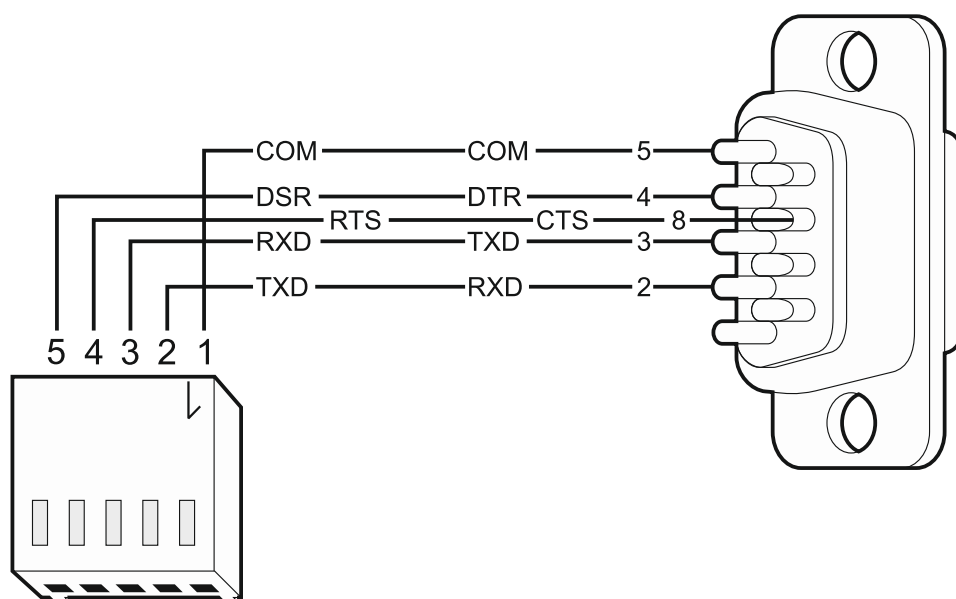 COM COM 5
DSR DTR 4
RTS CTS 8
RXD TXD 3
TXD RXD 2
5 4 3 2 1